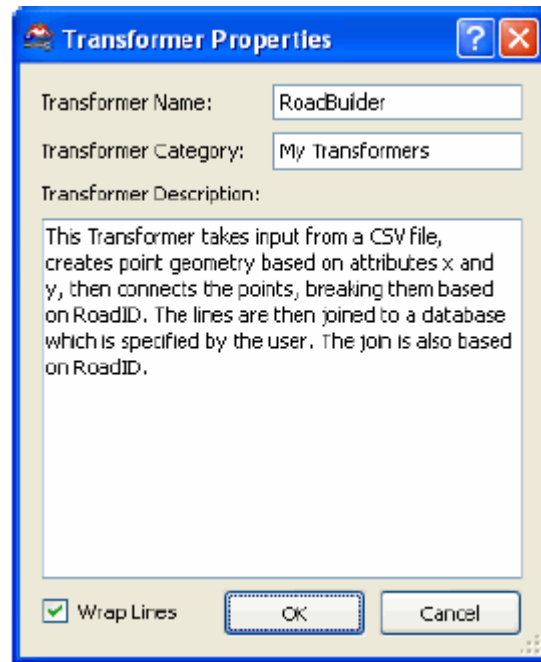 Transformer Properties
Transformer Name: RoadBuilder
Transformer Category: My Transformers
Transformer Description:
This Transformer takes input from a CSV file,
creates point geometry based on attributes x and
y, then connects the points, breaking them based
on RoadID. The lines are then joined to a database
which is specified by the user. The join is also based
on RoadID.
Wrap Lines OK Cancel